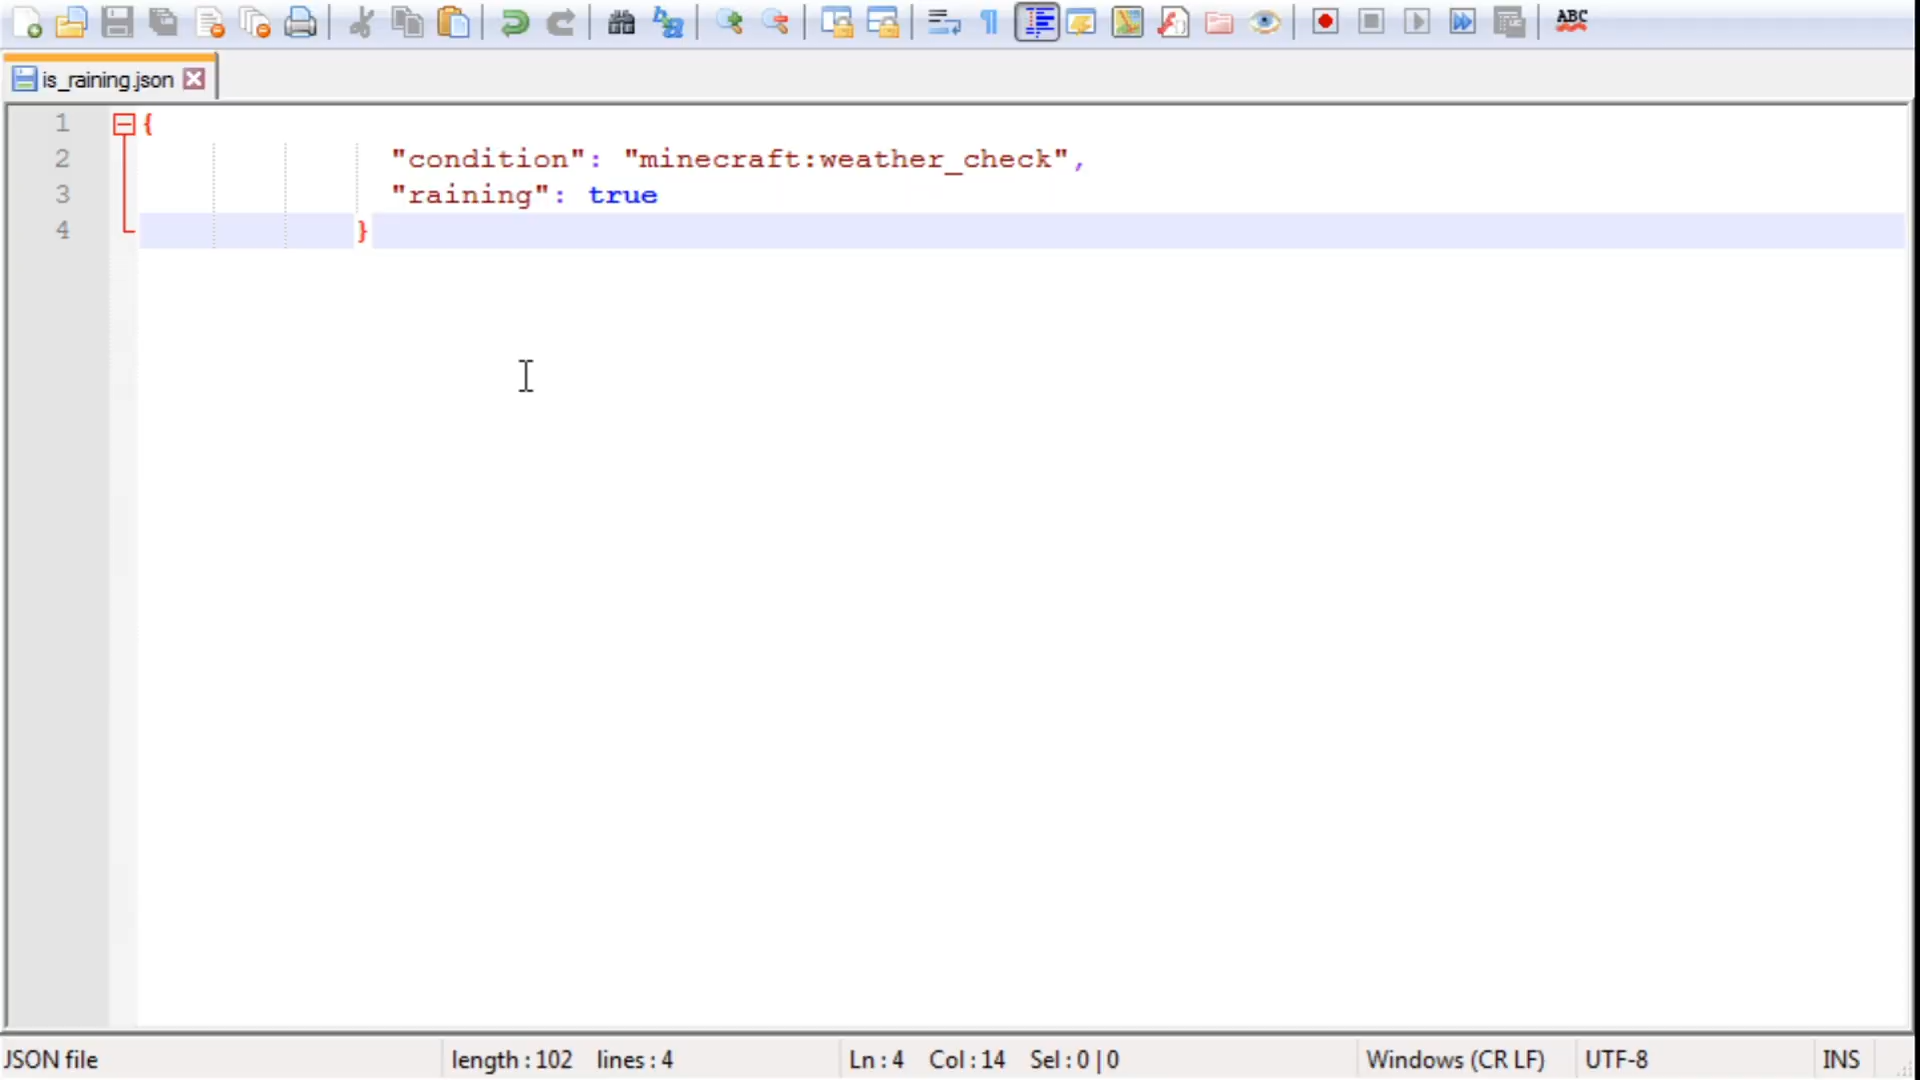 ABC
is_raining.json
1 {
2 "condition": "minecraft:weather_check",
3 "raining": true
4 }
JSON file length : 102 lines : 4 Ln : 4 Col : 14 Sel : 0 | 0 Windows (CR LF) UTF-8 INS